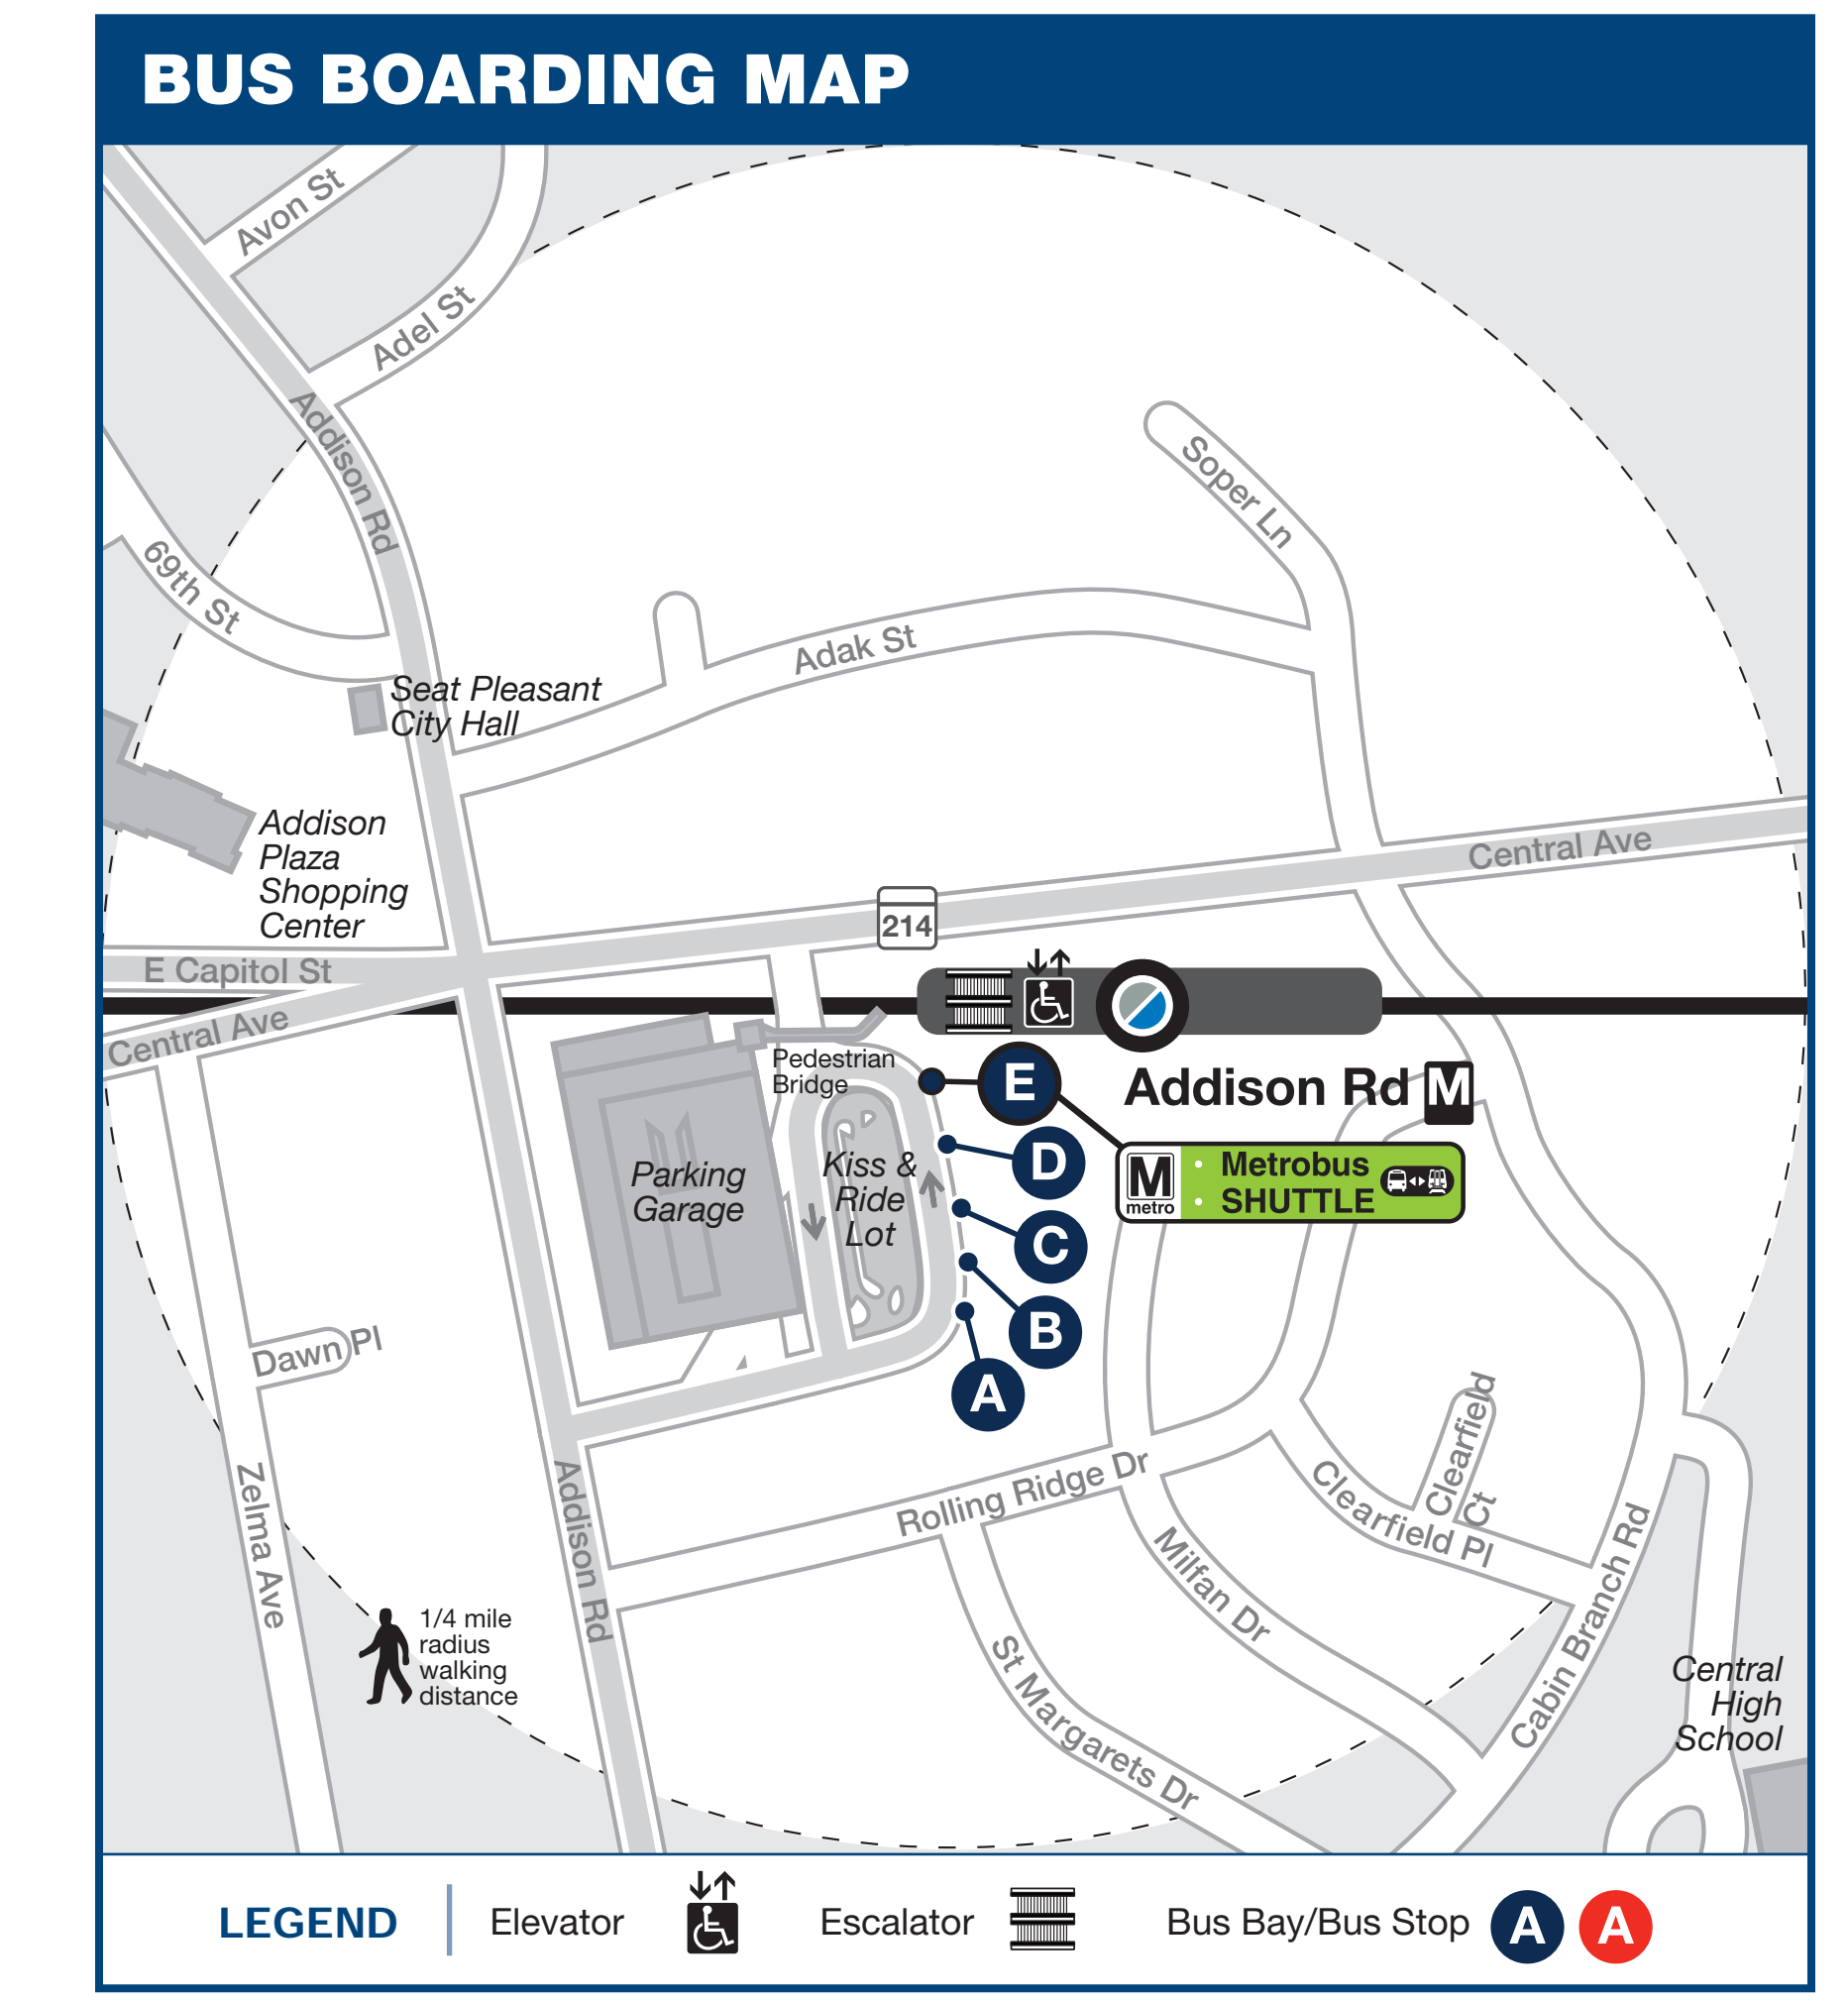 BUS BOARDING MAP
Avon St
Adel St
Addison Rd
Soper Ln
69th St
Adak St
Seat Pleasant
City Hall
Addison
Plaza
Shopping
Center
Central Ave
214
E Capitol St
Central Ave
Pedestrian
Bridge
E
Addison Rd M
D
M
metro
• Metrobus
• SHUTTLE
Parking
Garage
Kiss &
Ride
Lot
C
B
A
Dawn Pl
Zelma Ave
Addison Rd
Rolling Ridge Dr
Clearfield
Ct
Clearfield Pl
Milfan Dr
Cabin Branch Rd
St Margarets Dr
1/4 mile
radius
walking
distance
Central
High
School
LEGEND
Elevator
Escalator
Bus Bay/Bus Stop A A